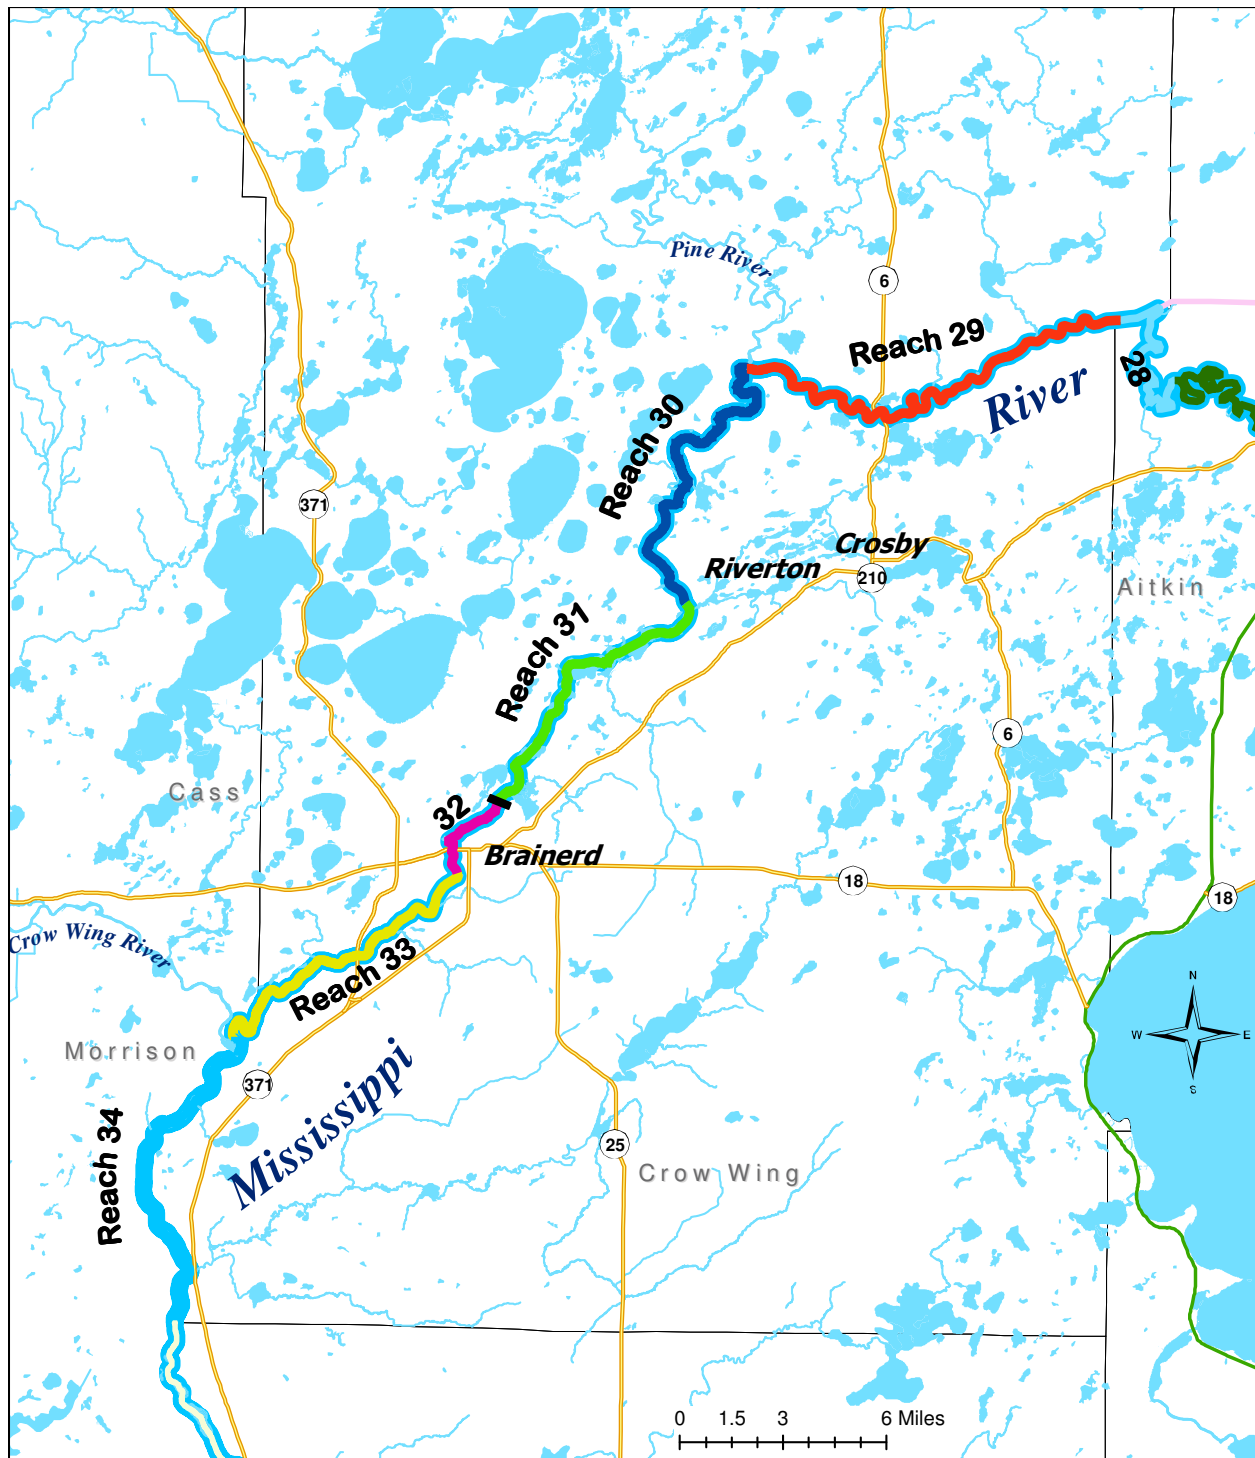 Pine River
6
Reach 29
28
River
Reach 30
371
Crosby
Riverton
210
Aitkin
Reach 31
6
Cass
32
Brainerd
18
18
Crow Wing River
Reach 33
N
W
E
S
Morrison
371
Mississippi
Reach 34
25
Crow Wing
0 1.5 3 6 Miles